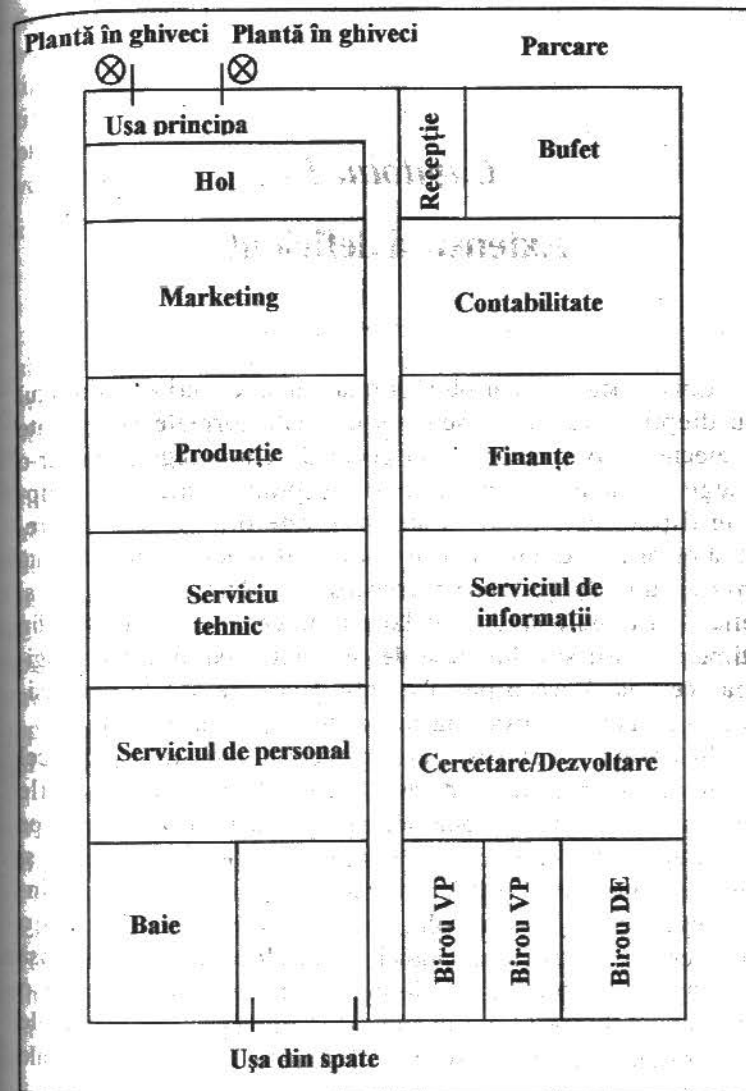 Plantă în ghiveci Plantă în ghiveci
Parcare
Ușa principa
Recepție
Bufet
Hol
Marketing
Contabilitate
Producție
Finanțe
Serviciu
tehnic
Serviciul de
informații
Serviciul de personal
Cercetare/Dezvoltare
Baie
Birou VP
Birou VP
Birou DE
Ușa din spate